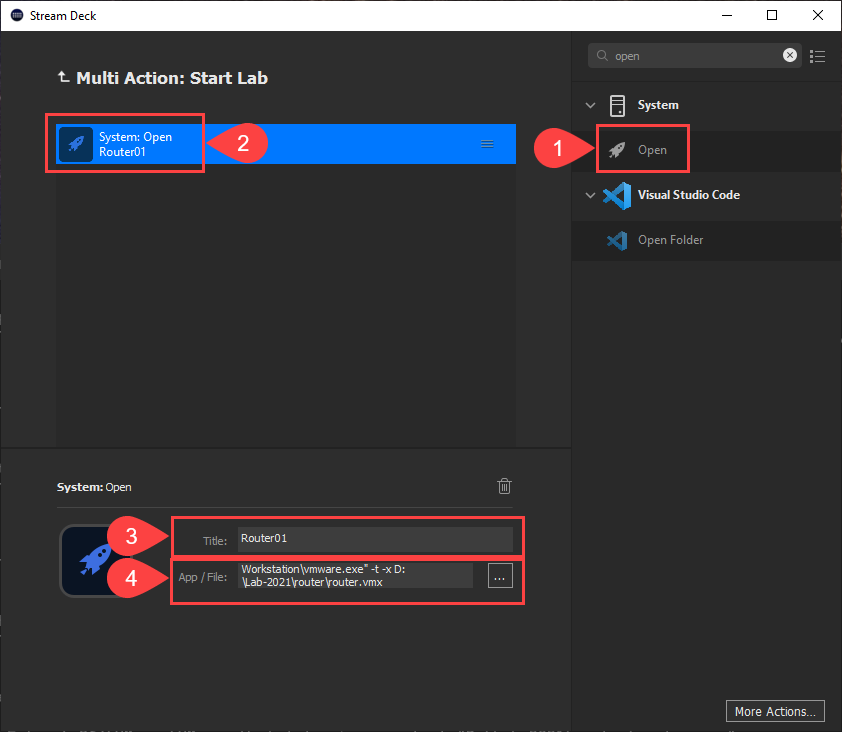 Stream Deck
Multi Action: Start Lab
open
System
System: Open
Router01
2
1
Open
Visual Studio Code
Open Folder
System: Open
3
Title:
Router01
4
App / File:
Workstation\vmware.exe" -t -x D:
\Lab-2021\router\router.vmx
...
More Actions...